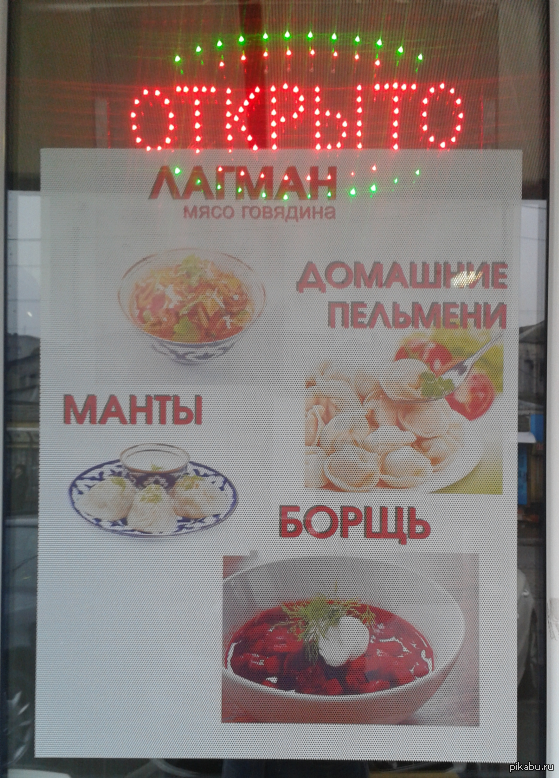 ОТКРЫТО
ЛАГМАН
мясо говядина
ДОМАШНИЕ
ПЕЛЬМЕНИ
МАНТЫ
БОРЩЬ
pikabu.ru